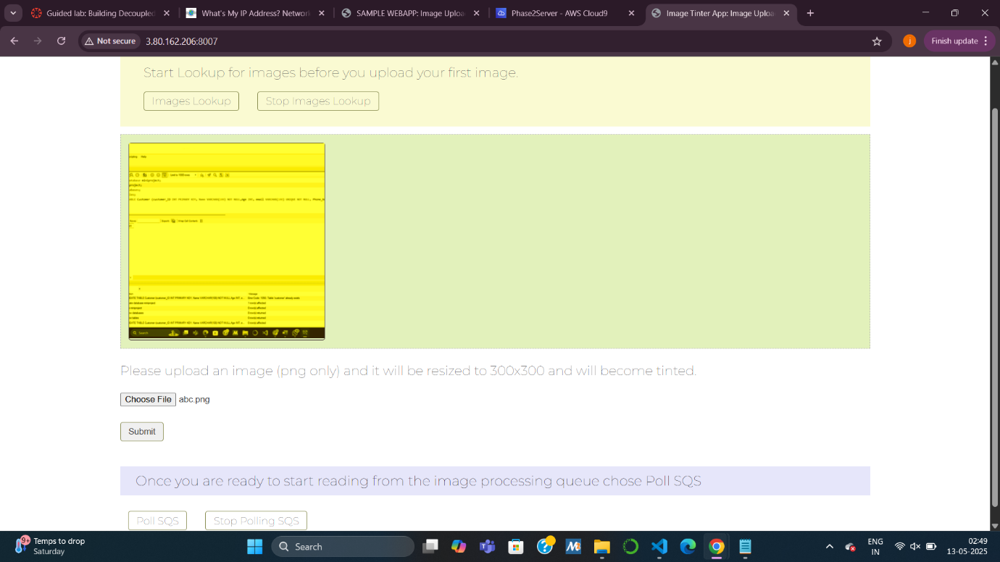 Guided lab: Building Decoupled
What's My IP Address? Network
SAMPLE WEBAPP: Image Uploa
Phase2Server - AWS Cloud9
Image Tinter App: Image Uploa
Not secure
3.80.162.206:8007
j
Finish update
Start Lookup for images before you upload your first image.
Images Lookup
Stop Images Lookup
Help
Search
Please upload an image (png only) and it will be resized to 300x300 and will become tinted.
Choose File abc.png
Submit
Once you are ready to start reading from the image processing queue chose Poll SQS
Poll SQS
Stop Polling SQS
9+
Temps to drop
Saturday
Search
ENG
IN
02:49
13-05-2025